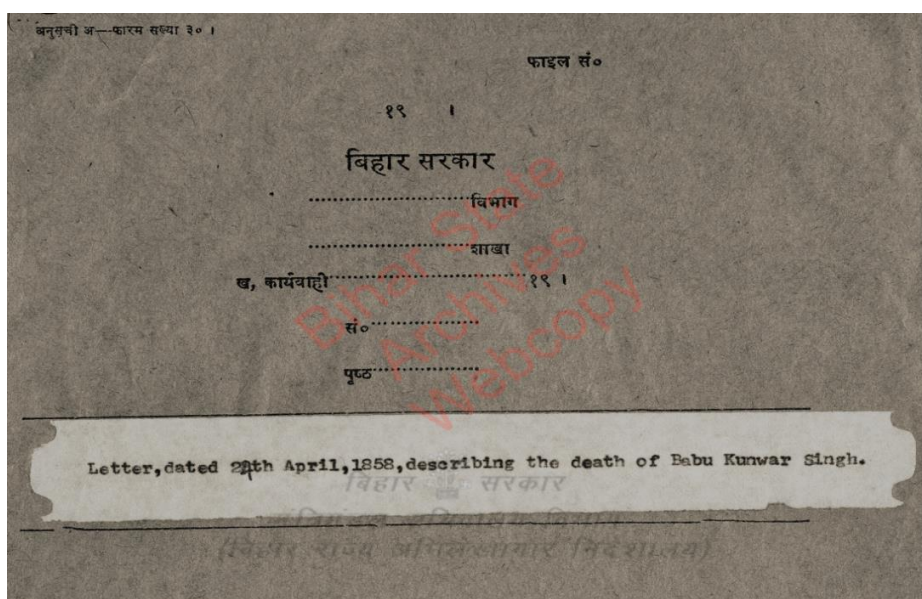 अनुसूची अ—फारम संख्या ३० ।
फाइल सं०
१९ ।
बिहार सरकार
....................विभाग
....................शाखा
ख, कार्यवाही....................१९ ।
सं०....................
पृष्ठ....................
Bihar State
Archives
Webcopy
Letter, dated th April, 1858, describing the death of Babu Kunwar Singh.
बिहार सरकार
(बिहार राज्य अभिलेखागार निदेशालय)